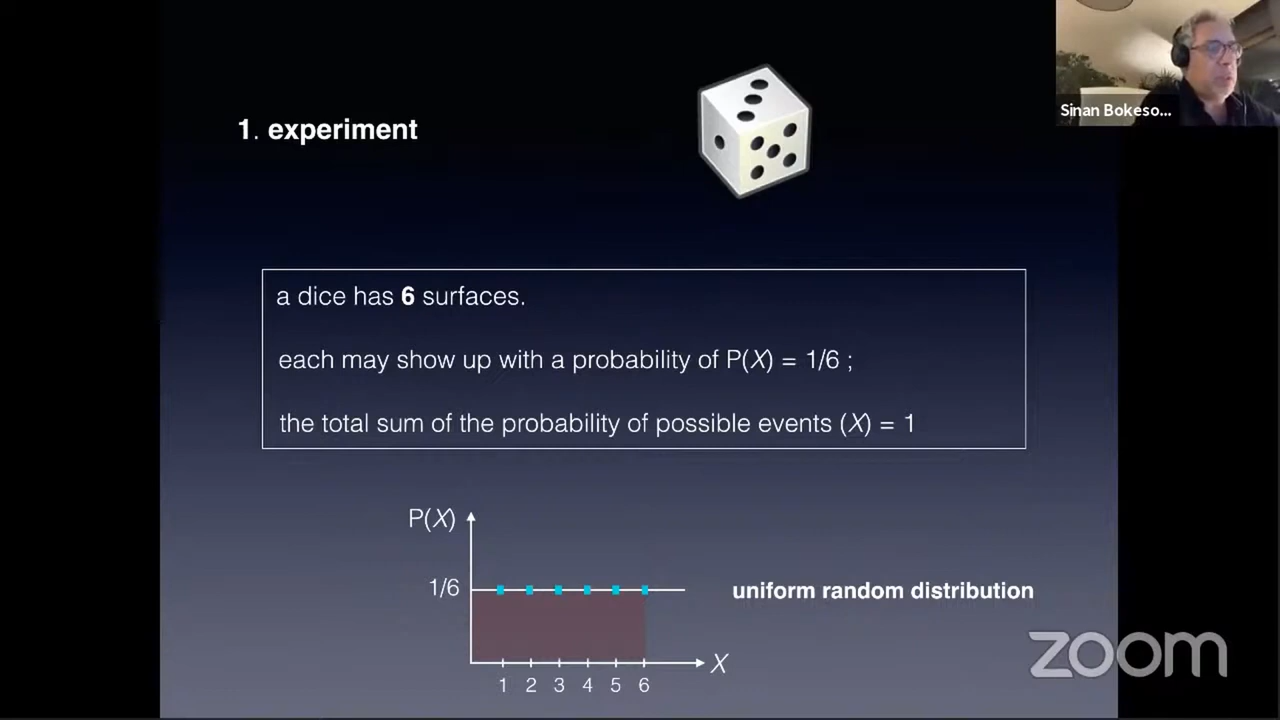 Sinan Bokeso...
1. experiment
a dice has 6 surfaces.
each may show up with a probability of P(X) = 1/6 ;
the total sum of the probability of possible events (X) = 1
P(X)
1/6
uniform random distribution
X
1 2 3 4 5 6
zoom